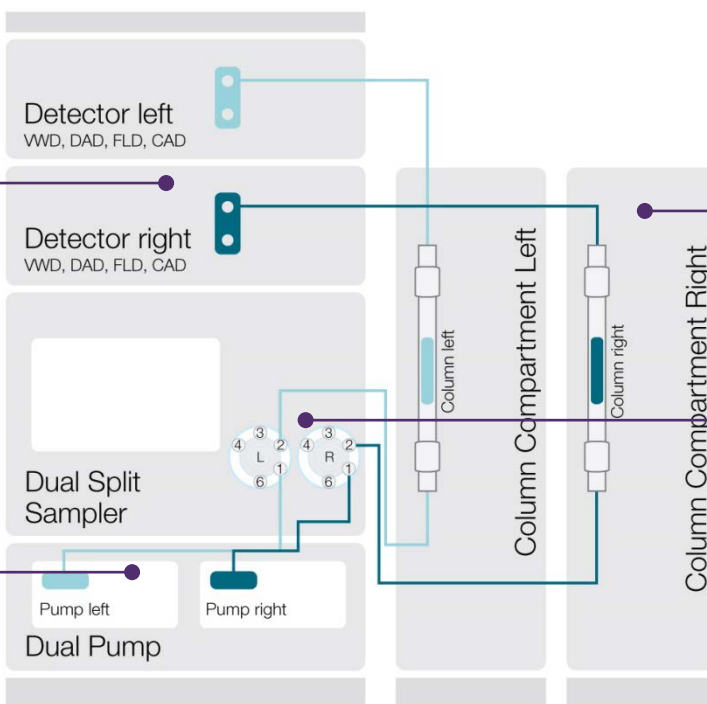 Detector left
VWD, DAD, FLD, CAD
Detector right
VWD, DAD, FLD, CAD
Column left
Column Compartment Left
Column right
Column Compartment Right
3
4
2
L
1
6
3
4
2
R
1
6
Dual Split
Sampler
Pump left
Pump right
Dual Pump